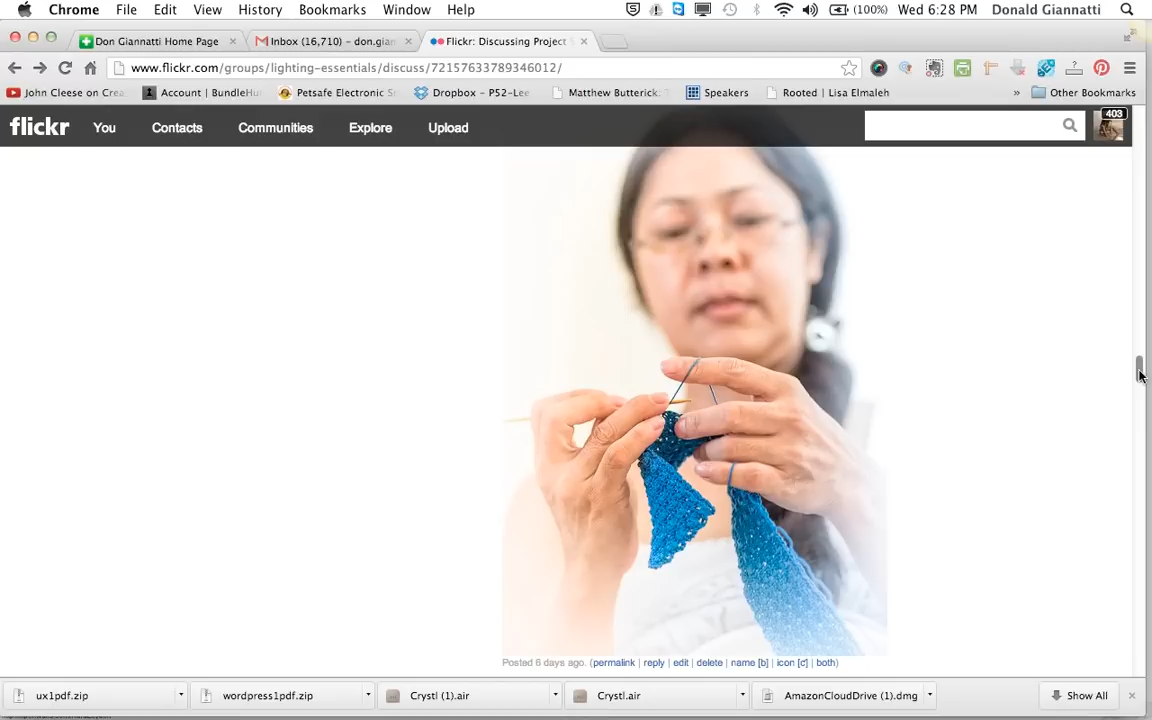 Chrome File Edit View History Bookmarks Window Help (100%) Wed 6:28 PM Donald Giannatti
Don Giannatti Home Page Inbox (16,710) – don.gian Flickr: Discussing Project
www.flickr.com/groups/lighting-essentials/discuss/72157633789346012/
John Cleese on Crea Account | BundleHu Petsafe Electronic Dropbox – P52-Lee Matthew Butterick: Speakers Rooted | Lisa Elmaleh » Other Bookmarks
flickr You Contacts Communities Explore Upload 403
Posted 6 days ago. (permalink | reply | edit | delete | name [b] | icon [c] | both)
ux1pdf.zip wordpress1pdf.zip Crystl (1).air Crystl.air AmazonCloudDrive (1).dmg Show All